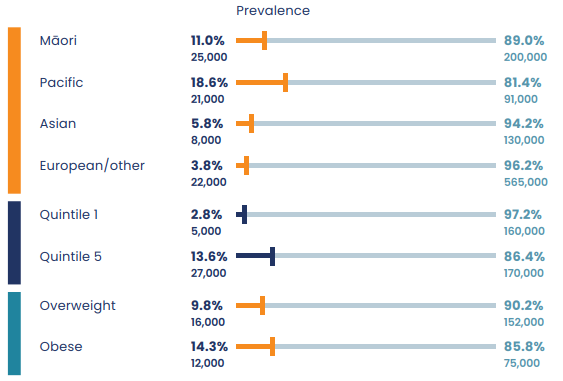 Prevalence
Māori 11.0% 89.0%
25,000 200,000
Pacific 18.6% 81.4%
21,000 91,000
Asian 5.8% 94.2%
8,000 130,000
European/other 3.8% 96.2%
22,000 565,000
Quintile 1 2.8% 97.2%
5,000 160,000
Quintile 5 13.6% 86.4%
27,000 170,000
Overweight 9.8% 90.2%
16,000 152,000
Obese 14.3% 85.8%
12,000 75,000